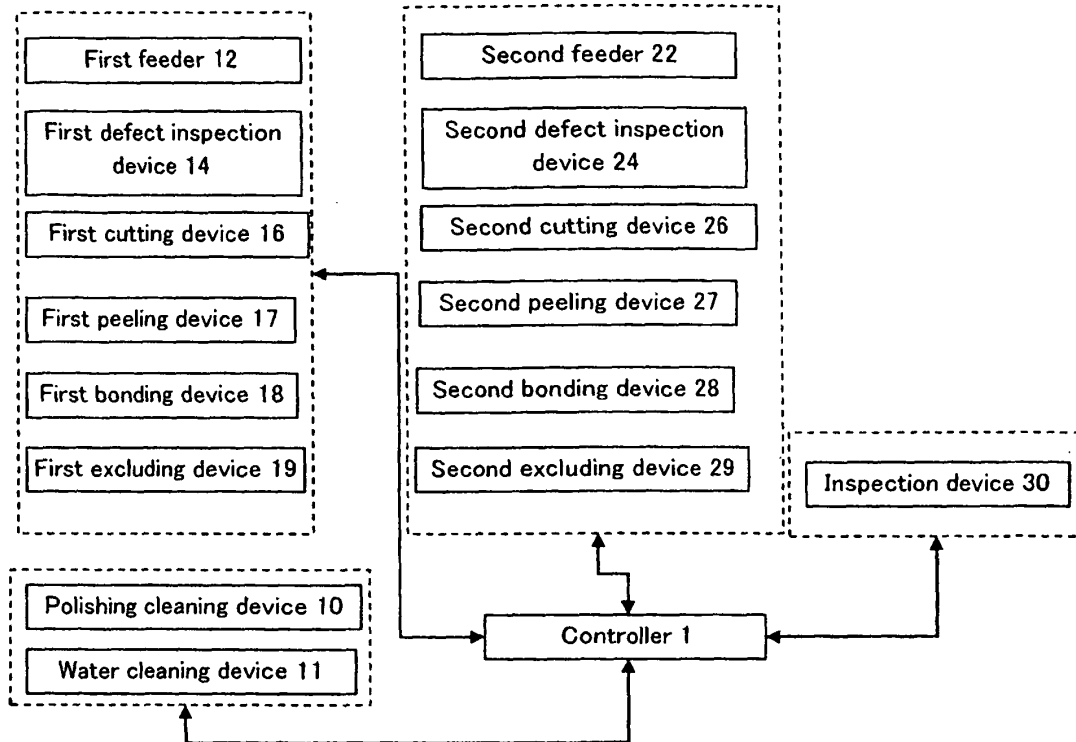 First feeder 12
First defect inspection
device 14
First cutting device 16
First peeling device 17
First bonding device 18
First excluding device 19
Second feeder 22
Second defect inspection
device 24
Second cutting device 26
Second peeling device 27
Second bonding device 28
Second excluding device 29
Inspection device 30
Polishing cleaning device 10
Water cleaning device 11
Controller 1